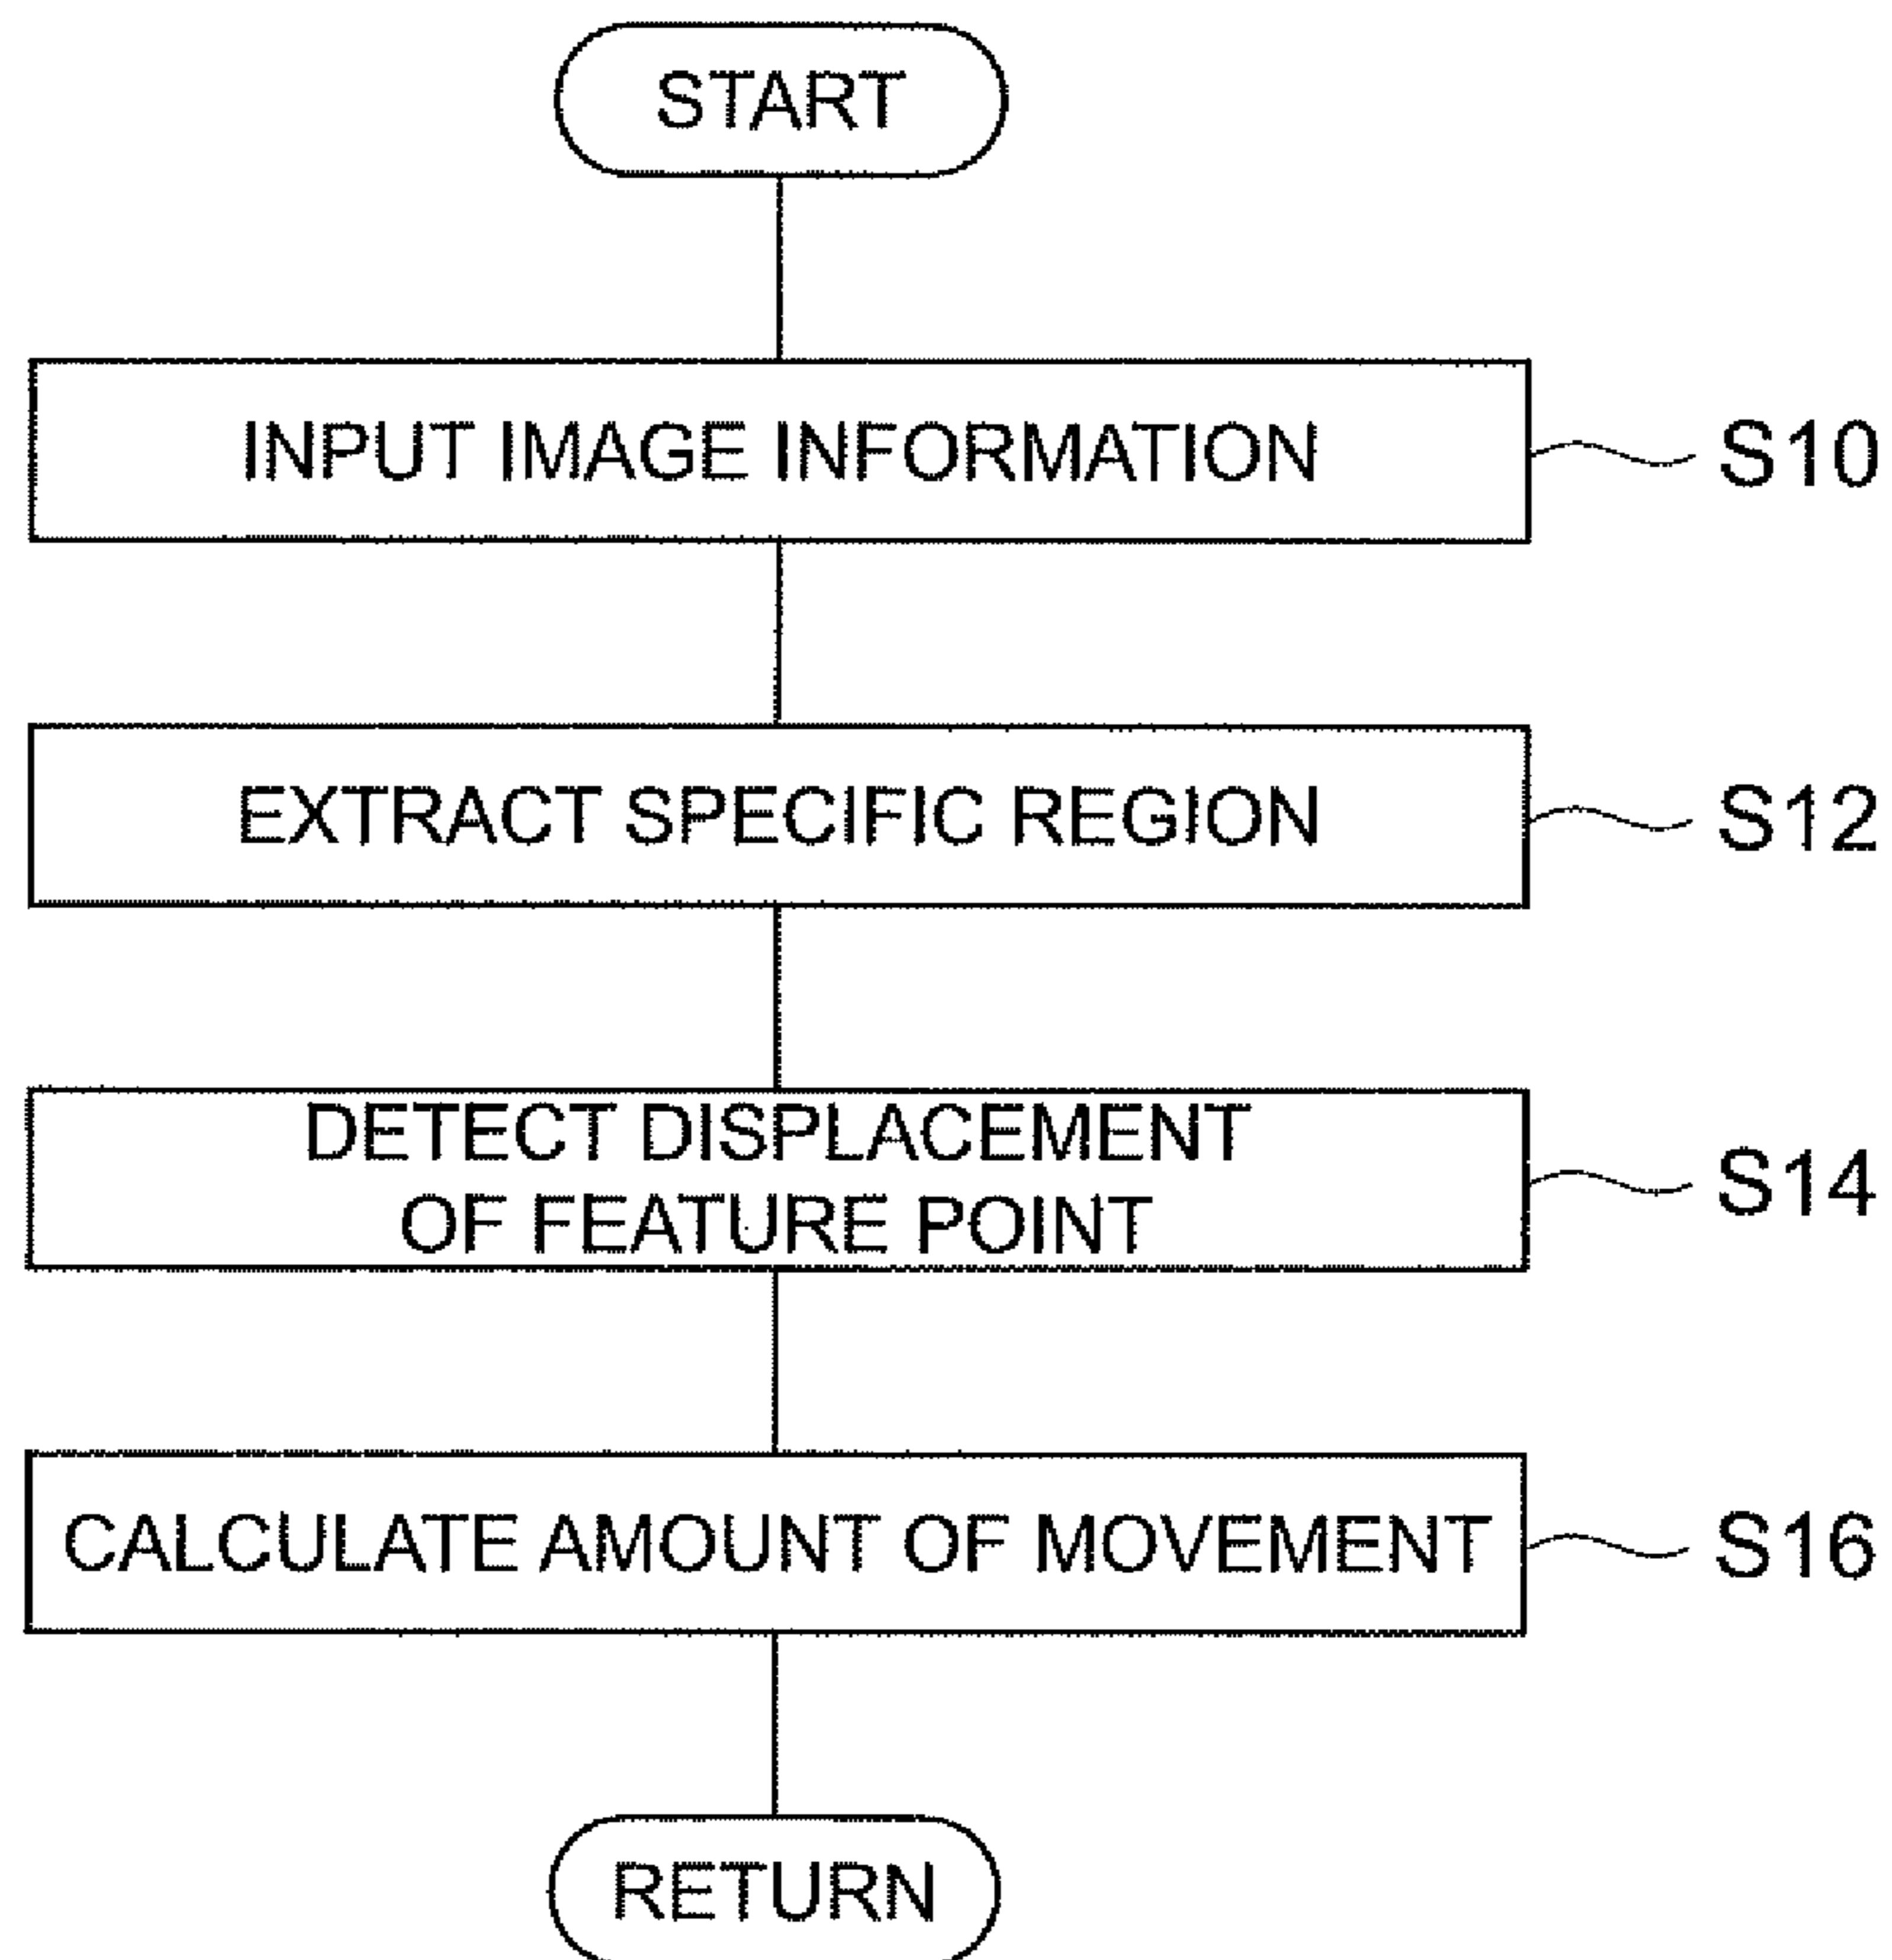 START
INPUT IMAGE INFORMATION
S10
EXTRACT SPECIFIC REGION
S12
DETECT DISPLACEMENT
OF FEATURE POINT
S14
CALCULATE AMOUNT OF MOVEMENT
S16
RETURN